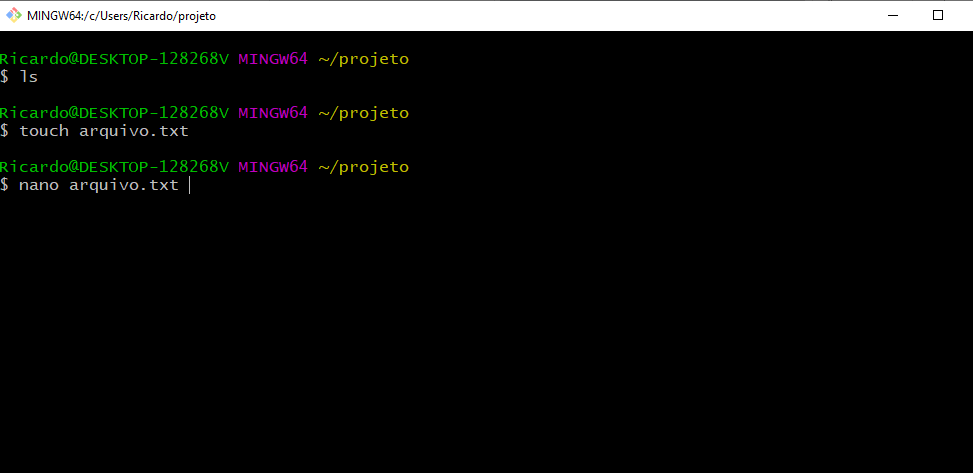 MINGW64:/c/Users/Ricardo/projeto
Ricardo@DESKTOP-128268V MINGW64 ~/projeto
$ ls
Ricardo@DESKTOP-128268V MINGW64 ~/projeto
$ touch arquivo.txt
Ricardo@DESKTOP-128268V MINGW64 ~/projeto
$ nano arquivo.txt